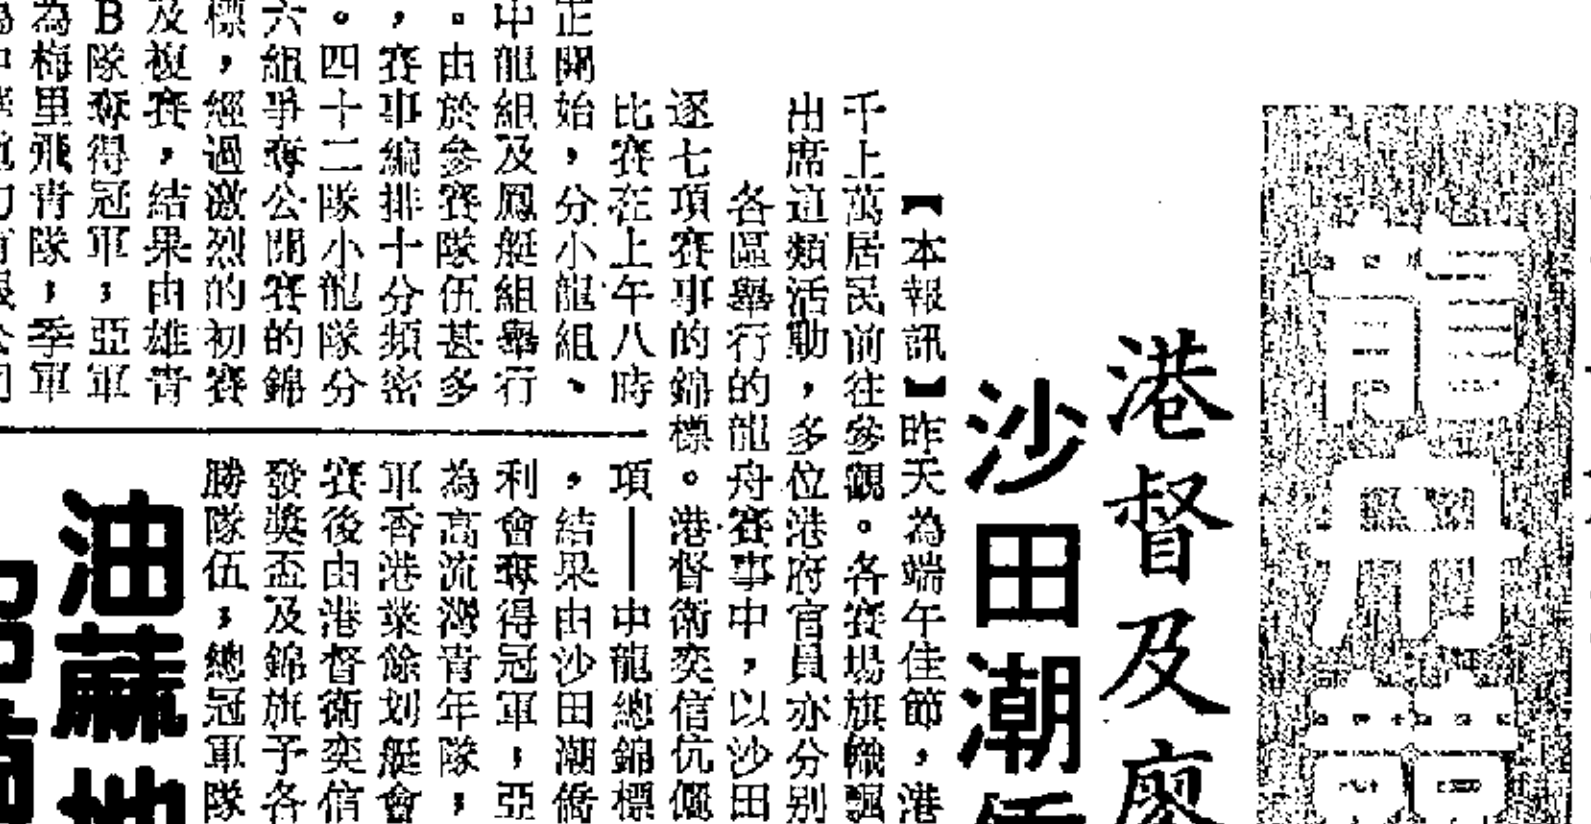 龍舟
港督及廖
沙田潮
【本報訊】昨天為端午佳節,港
千上萬居民前往參觀。各賽場旗幟飄
出席這類活動,多位港府官員亦分別
各區舉行的龍舟賽事中,以沙田
逐七項賽事的錦標。港督衛奕信伉儷
比賽在上午八時
正開始,分小龍組、
中龍組及鳳艇組舉行
。由於參賽隊伍甚多
,賽事編排十分頻密
。四十二隊小龍隊分
六組爭奪公開賽的錦
標,經過激烈的初賽
及複賽,結果由雄青
B隊奪得冠軍,亞軍
為梅里飛青隊,季軍
項——中龍總錦標
,結果由沙田潮僑
利會奪得冠軍,亞
為高流灣青年隊,
軍香港業餘划艇會
賽後由港督衛奕信
發獎盃及錦旗予各
勝隊伍,總冠軍隊
油蔴地